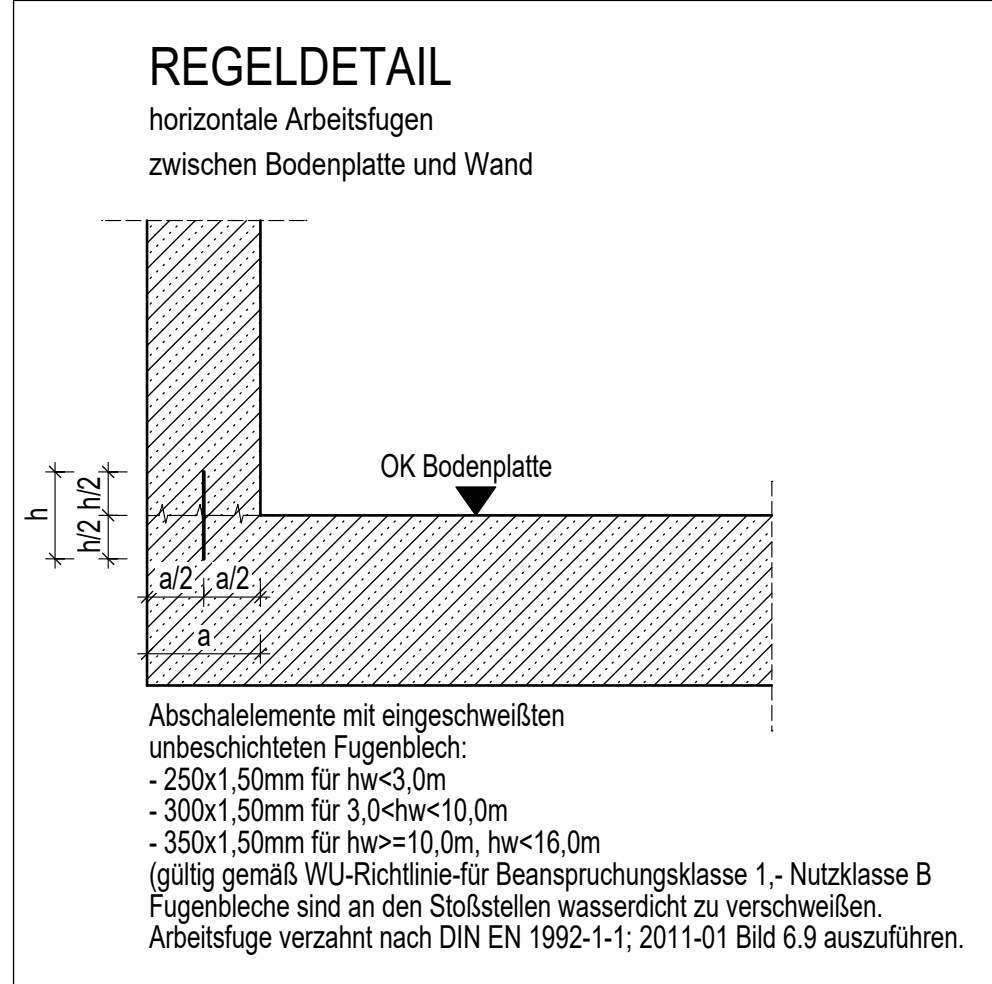 REGELDETAIL
horizontale Arbeitsfugen
zwischen Bodenplatte und Wand
OK Bodenplatte
h
h/2
h/2
a/2
a/2
a
Abschalelemente mit eingeschweißten
unbeschichteten Fugenblech:
- 250x1,50mm für hw<3,0m
- 300x1,50mm für 3,0<hw<10,0m
- 350x1,50mm für hw>=10,0m, hw<16,0m
(gültig gemäß WU-Richtlinie-für Beanspruchungsklasse 1,- Nutzklasse B
Fugenbleche sind an den Stoßstellen wasserdicht zu verschweißen.
Arbeitsfuge verzahnt nach DIN EN 1992-1-1; 2011-01 Bild 6.9 auszuführen.